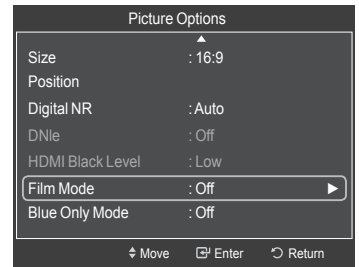 Picture Options
Size : 16:9
Position
Digital NR : Auto
DNIe : Off
HDMI Black Level : Low
Film Mode : Off
Blue Only Mode : Off
Move Enter Return